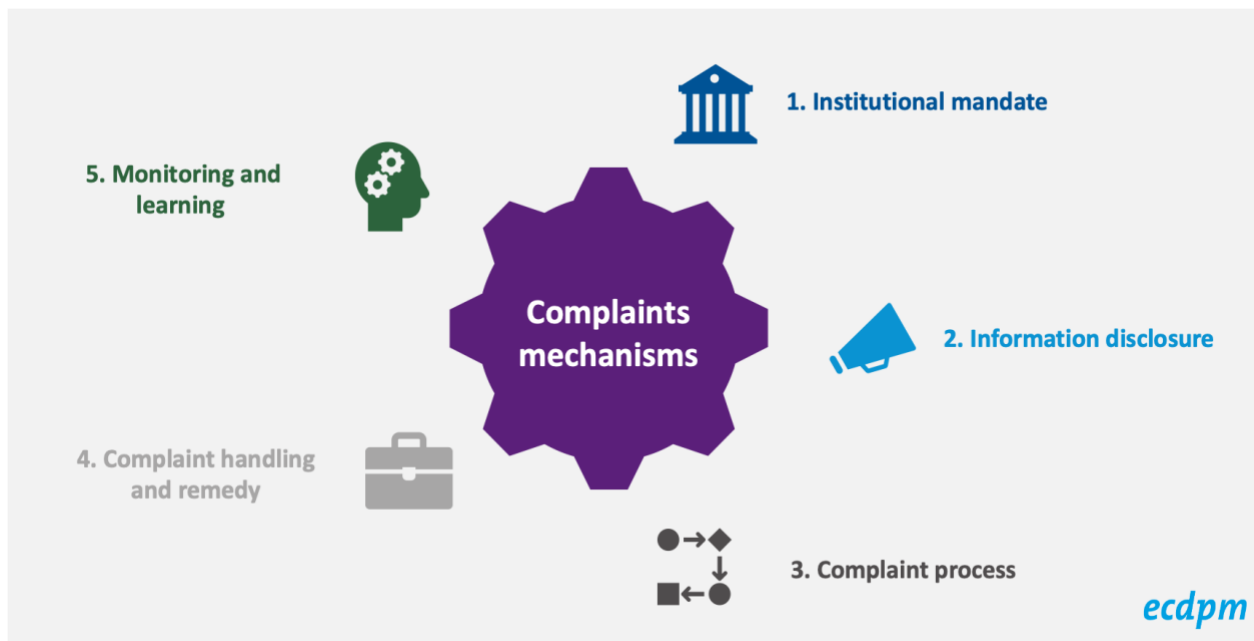 1. Institutional mandate
5. Monitoring and
learning
Complaints
mechanisms
2. Information disclosure
4. Complaint handling
and remedy
3. Complaint process
ecdpm